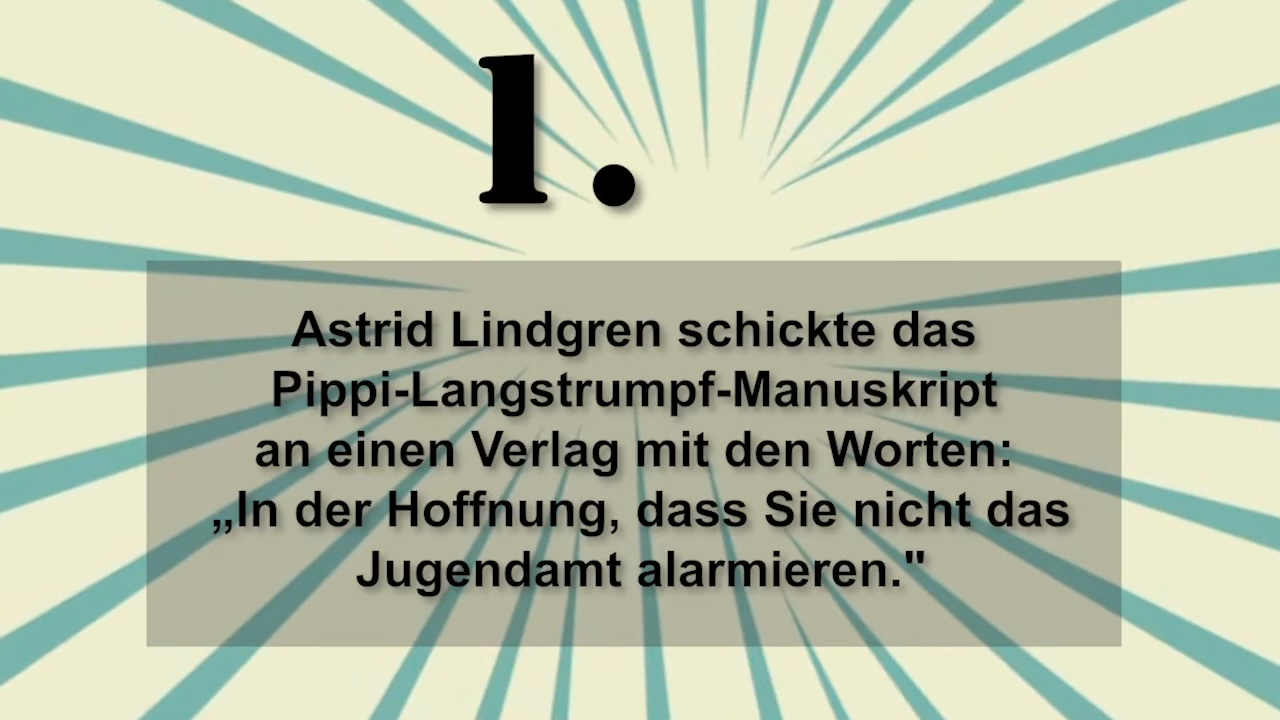 1.
Astrid Lindgren schickte das
Pippi-Langstrumpf-Manuskript
an einen Verlag mit den Worten:
„In der Hoffnung, dass Sie nicht das
Jugendamt alarmieren."